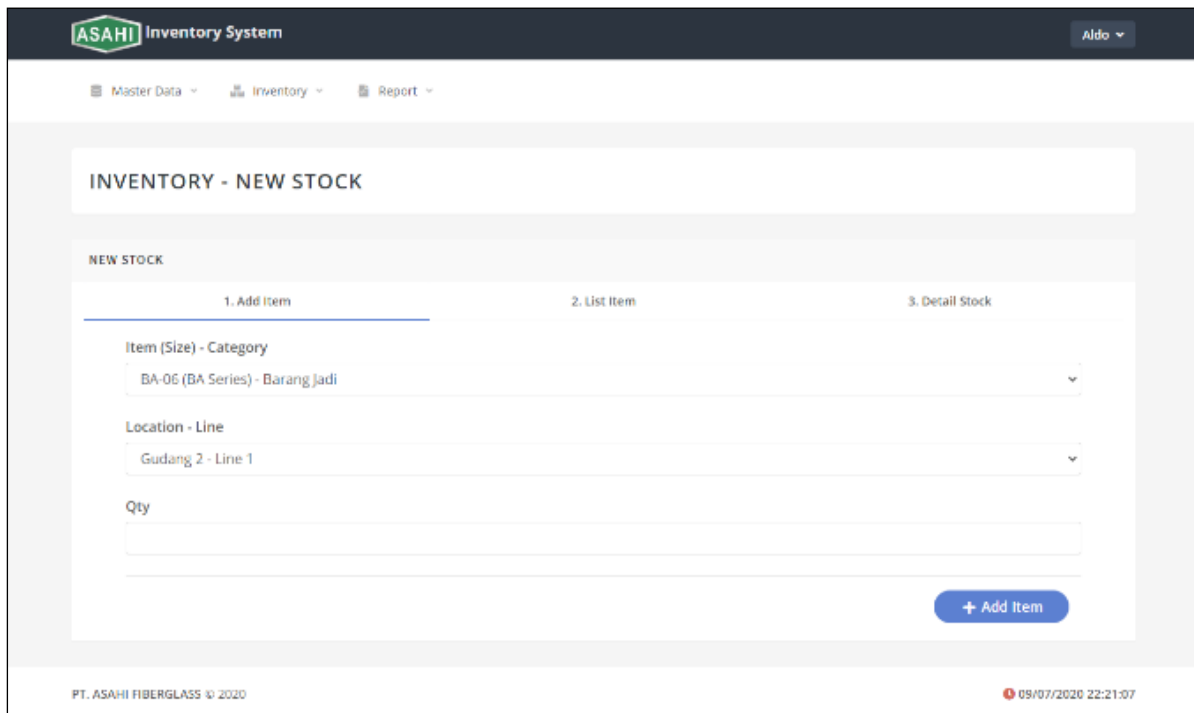 ASAHI Inventory System
Aldo
Master Data Inventory Report
INVENTORY - NEW STOCK
NEW STOCK
1. Add Item 2. List Item 3. Detail Stock
Item (Size) - Category
BA-06 (BA Series) - Barang Jadi
Location - Line
Gudang 2 - Line 1
Qty
+ Add Item
PT. ASAHI FIBERGLASS © 2020 09/07/2020 22:21:07